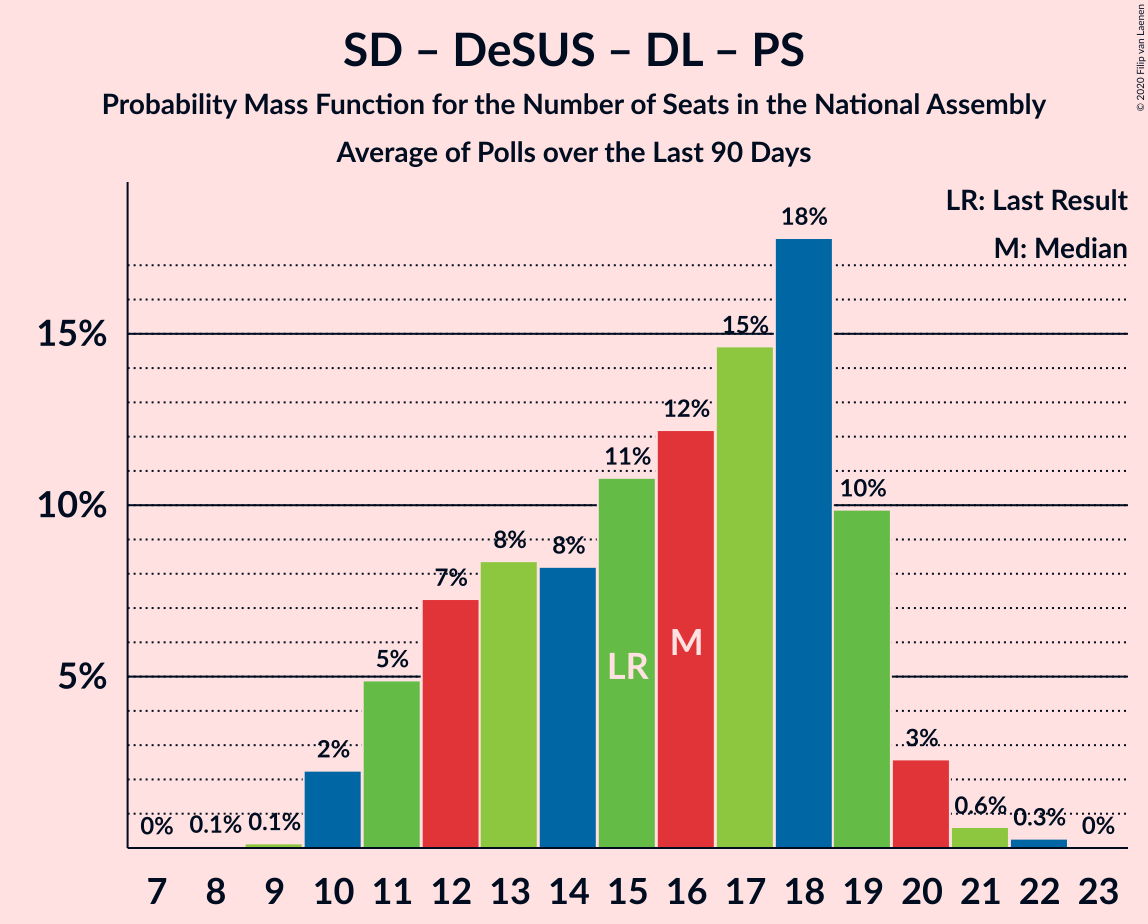 SD – DeSUS – DL – PS
Probability Mass Function for the Number of Seats in the National Assembly
Average of Polls over the Last 90 Days
© 2020 Filip van Laenen
LR: Last Result
M: Median
15%
10%
5%
0%
0.1%
0.1%
2%
5%
7%
8%
8%
11%
12%
15%
18%
10%
3%
0.6%
0.3%
0%
LR
M
7 8 9 10 11 12 13 14 15 16 17 18 19 20 21 22 23